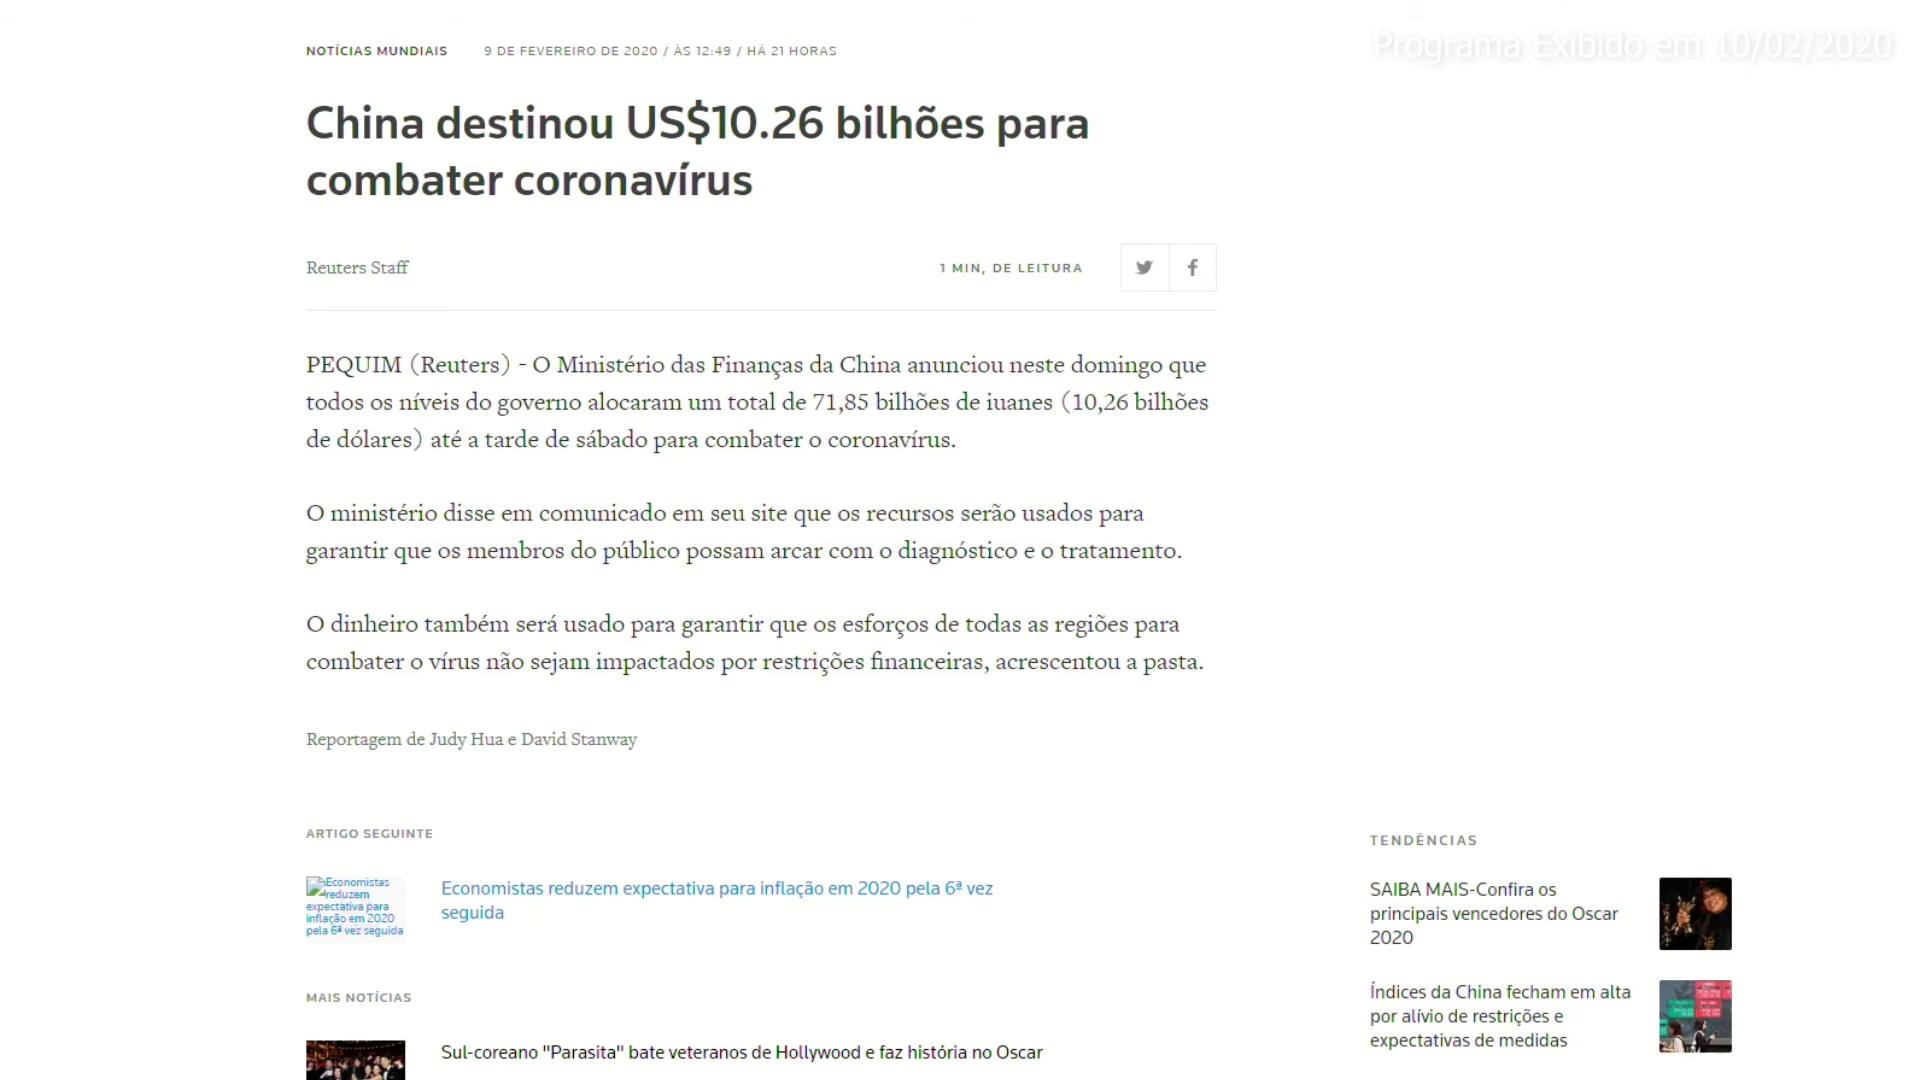 Programa Exibido em 10/02/2020
NOTÍCIAS MUNDIAIS 9 DE FEVEREIRO DE 2020 / ÀS 12:49 / HÁ 21 HORAS
China destinou US$10.26 bilhões para
combater coronavírus
Reuters Staff
1 MIN, DE LEITURA
PEQUIM (Reuters) - O Ministério das Finanças da China anunciou neste domingo que
todos os níveis do governo alocaram um total de 71,85 bilhões de iuanes (10,26 bilhões
de dólares) até a tarde de sábado para combater o coronavírus.
O ministério disse em comunicado em seu site que os recursos serão usados para
garantir que os membros do público possam arcar com o diagnóstico e o tratamento.
O dinheiro também será usado para garantir que os esforços de todas as regiões para
combater o vírus não sejam impactados por restrições financeiras, acrescentou a pasta.
Reportagem de Judy Hua e David Stanway
ARTIGO SEGUINTE
Economistas
reduzem
expectativa para
inflação em 2020
pela 6ª vez seguida
Economistas reduzem expectativa para inflação em 2020 pela 6ª vez
seguida
MAIS NOTÍCIAS
Sul-coreano "Parasita" bate veteranos de Hollywood e faz história no Oscar
TENDÊNCIAS
SAIBA MAIS-Confira os
principais vencedores do Oscar
2020
Índices da China fecham em alta
por alívio de restrições e
expectativas de medidas